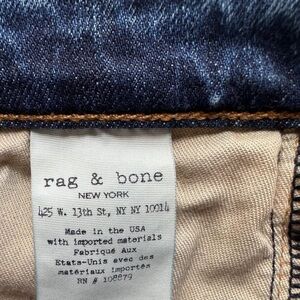 rag & bone
NEW YORK
425 W. 13th St, NY NY 10014
Made in the USA
with imported materials
Fabriqué Aux
Etats-Unis avec des
matériaux importés
RN # 108879